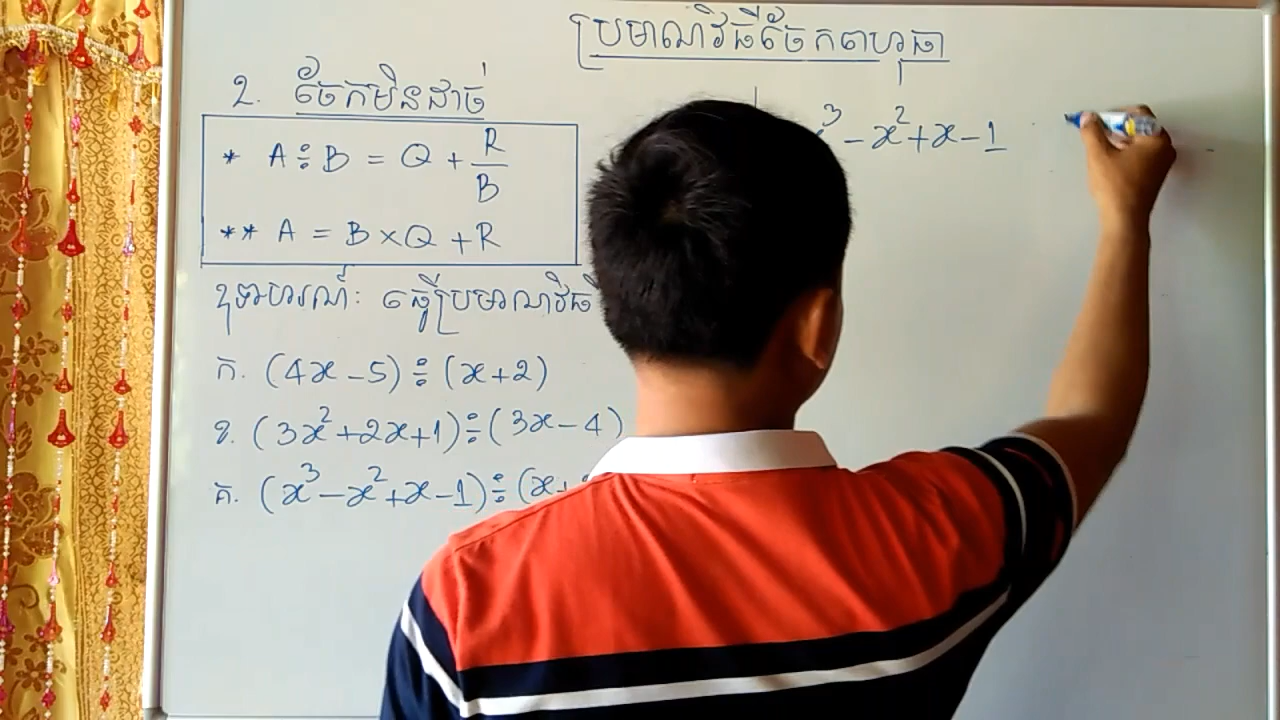 ប្រមាណវិធីចែកពហុធា
2. ចែកមិនដាច់
* A ÷ B = Q + R/B
** A = B × Q + R
ឧទាហរណ៍ៈ ធ្វើប្រមាណវិធី
ក. (4x − 5) ÷ (x + 2)
ខ. (3x² + 2x + 1) ÷ (3x − 4)
គ. (x³ − x² + x − 1) ÷ (x +
³ − x² + x − 1